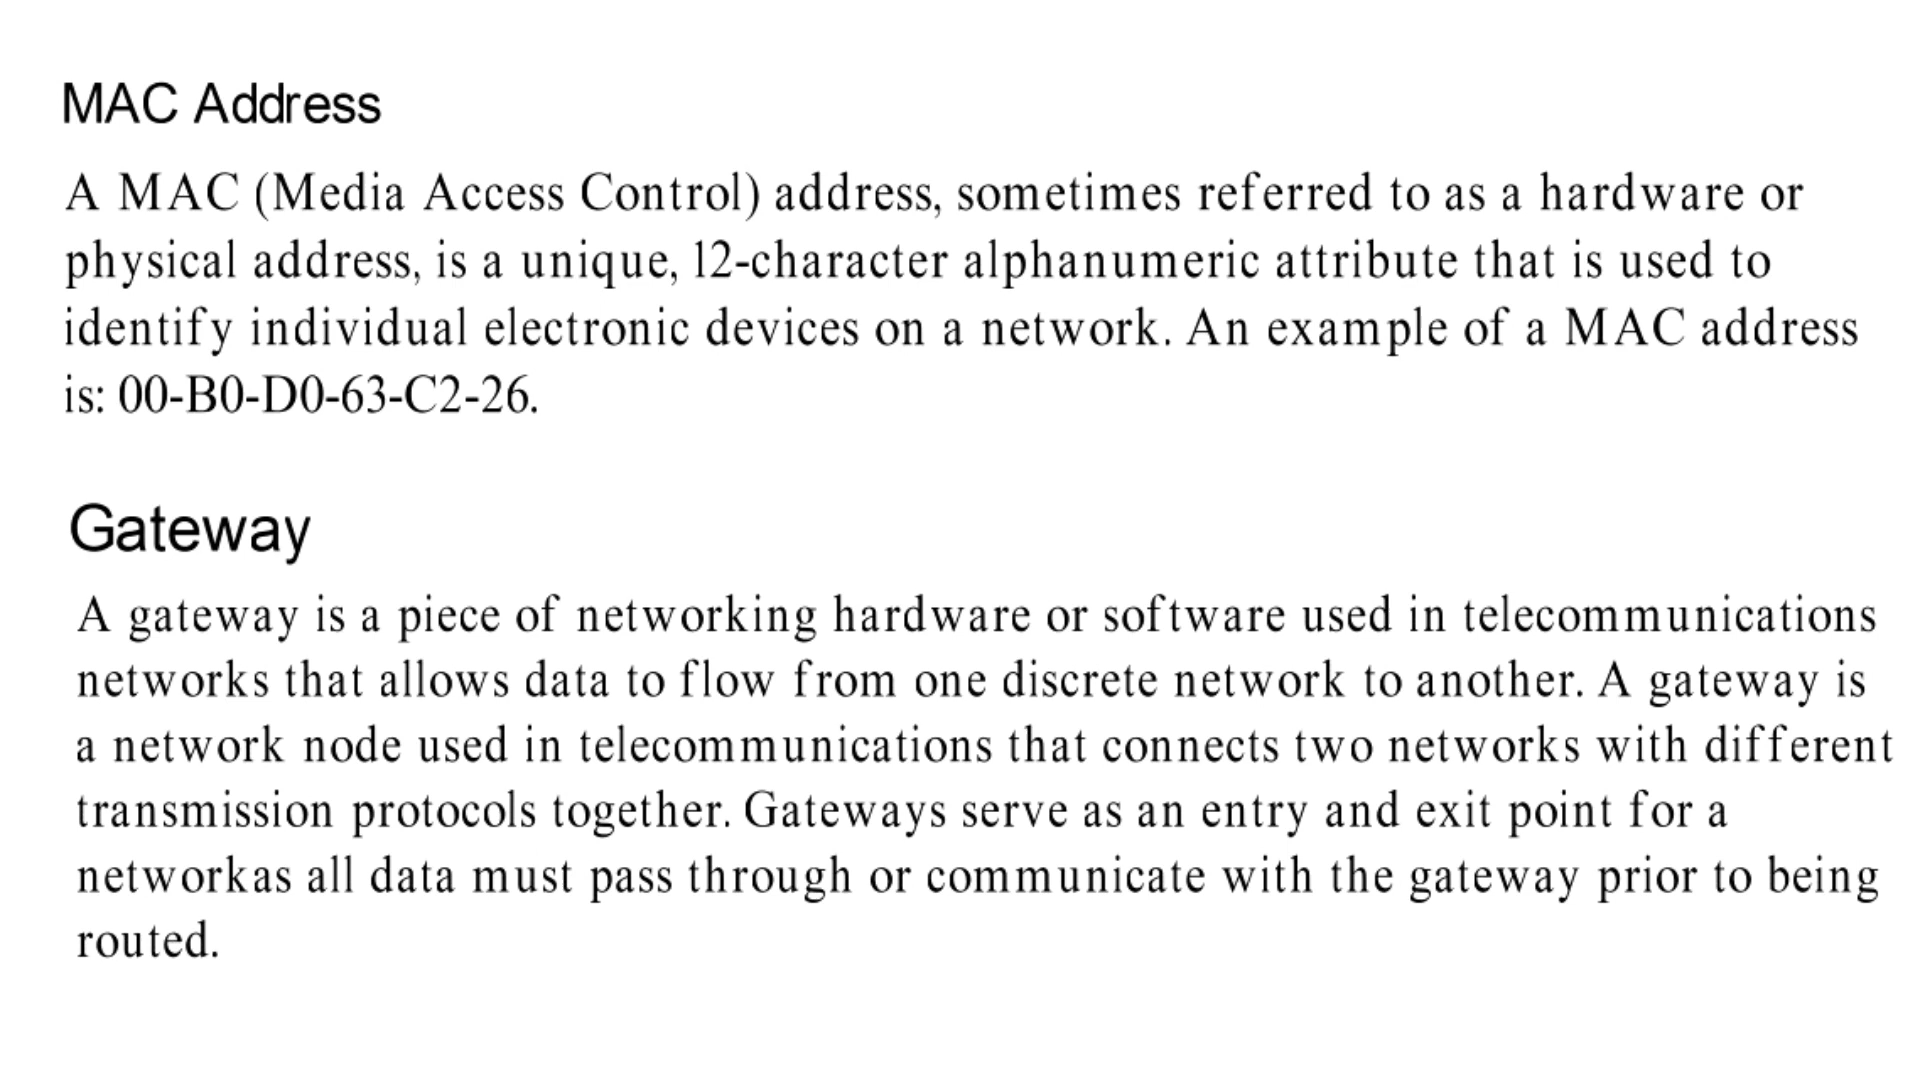 MAC Address
A MAC (Media Access Control) address, sometimes referred to as a hardware or
physical address, is a unique, 12-character alphanumeric attribute that is used to
identify individual electronic devices on a network. An example of a MAC address
is: 00-B0-D0-63-C2-26.
Gateway
A gateway is a piece of networking hardware or software used in telecommunications
networks that allows data to flow from one discrete network to another. A gateway is
a network node used in telecommunications that connects two networks with different
transmission protocols together. Gateways serve as an entry and exit point for a
networkas all data must pass through or communicate with the gateway prior to being
routed.